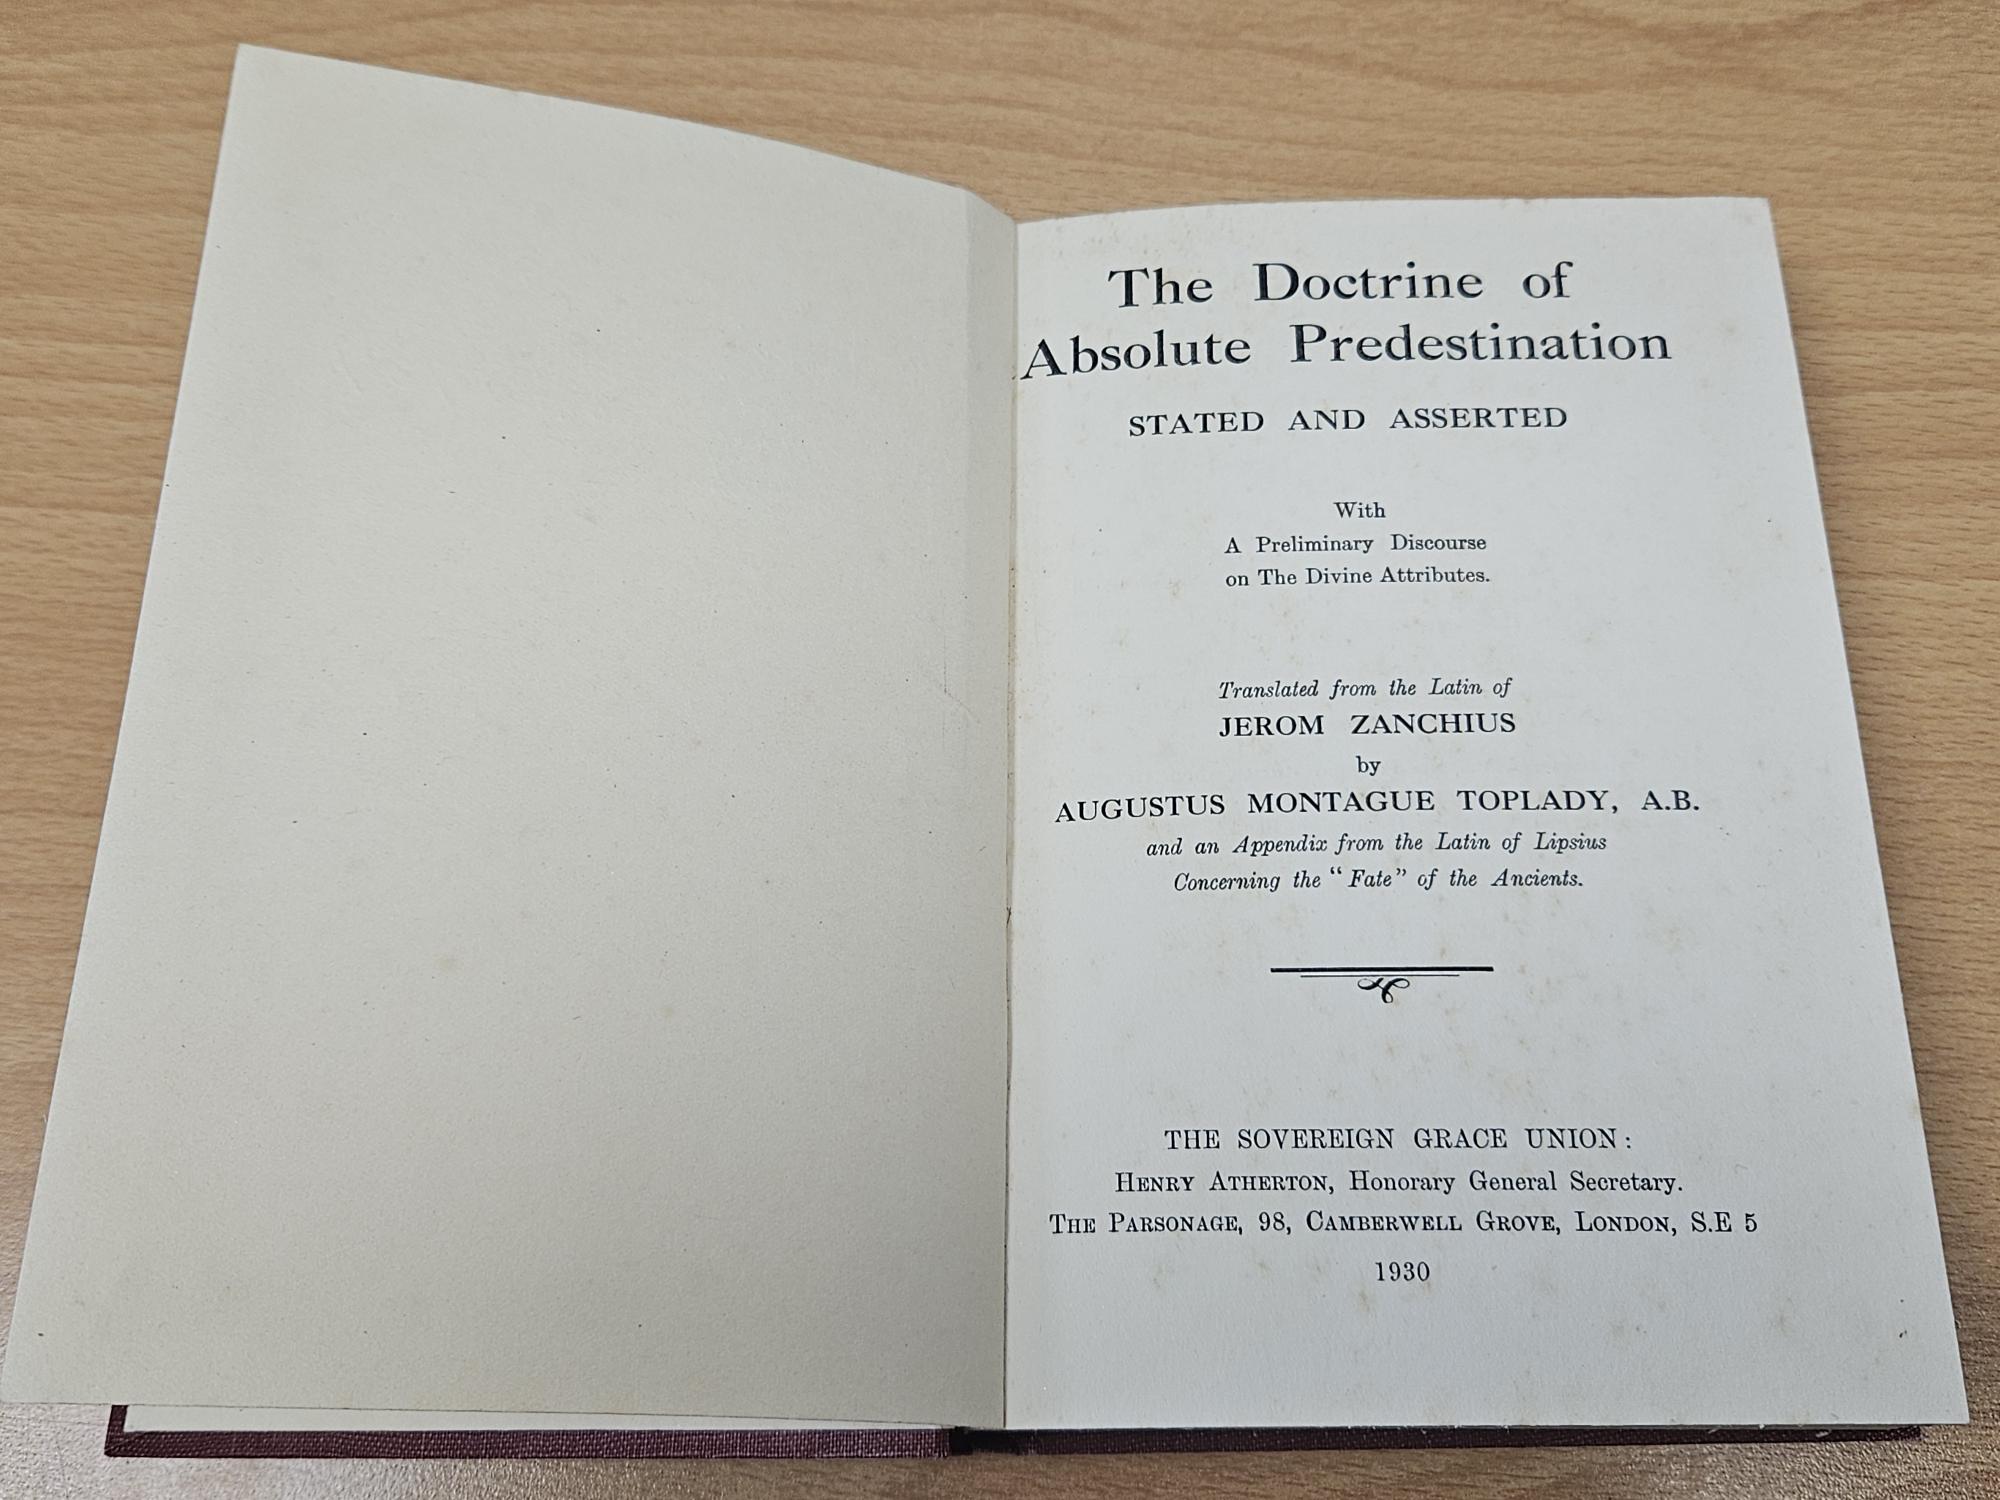 The Doctrine of
Absolute Predestination
STATED AND ASSERTED
With
A Preliminary Discourse
on The Divine Attributes.
Translated from the Latin of
JEROM ZANCHIUS
by
AUGUSTUS MONTAGUE TOPLADY, A.B.
and an Appendix from the Latin of Lipsius
Concerning the “Fate” of the Ancients.
THE SOVEREIGN GRACE UNION:
HENRY ATHERTON, Honorary General Secretary.
THE PARSONAGE, 98, CAMBERWELL GROVE, LONDON, S.E 5
1930